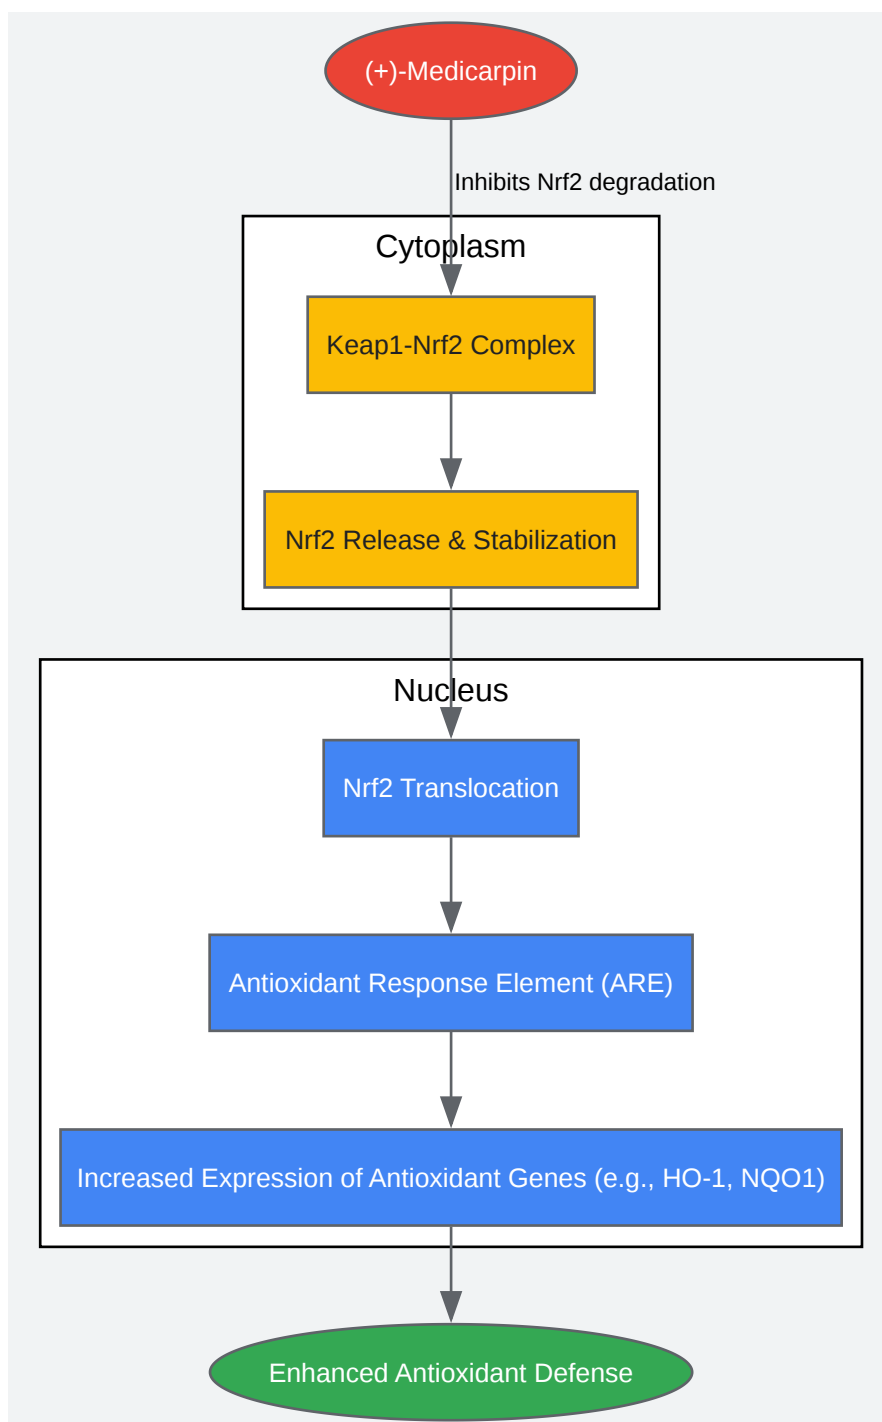 (+)-Medicarpin
Inhibits Nrf2 degradation
Cytoplasm
Keap1-Nrf2 Complex
Nrf2 Release & Stabilization
Nucleus
Nrf2 Translocation
Antioxidant Response Element (ARE)
Increased Expression of Antioxidant Genes (e.g., HO-1, NQO1)
Enhanced Antioxidant Defense